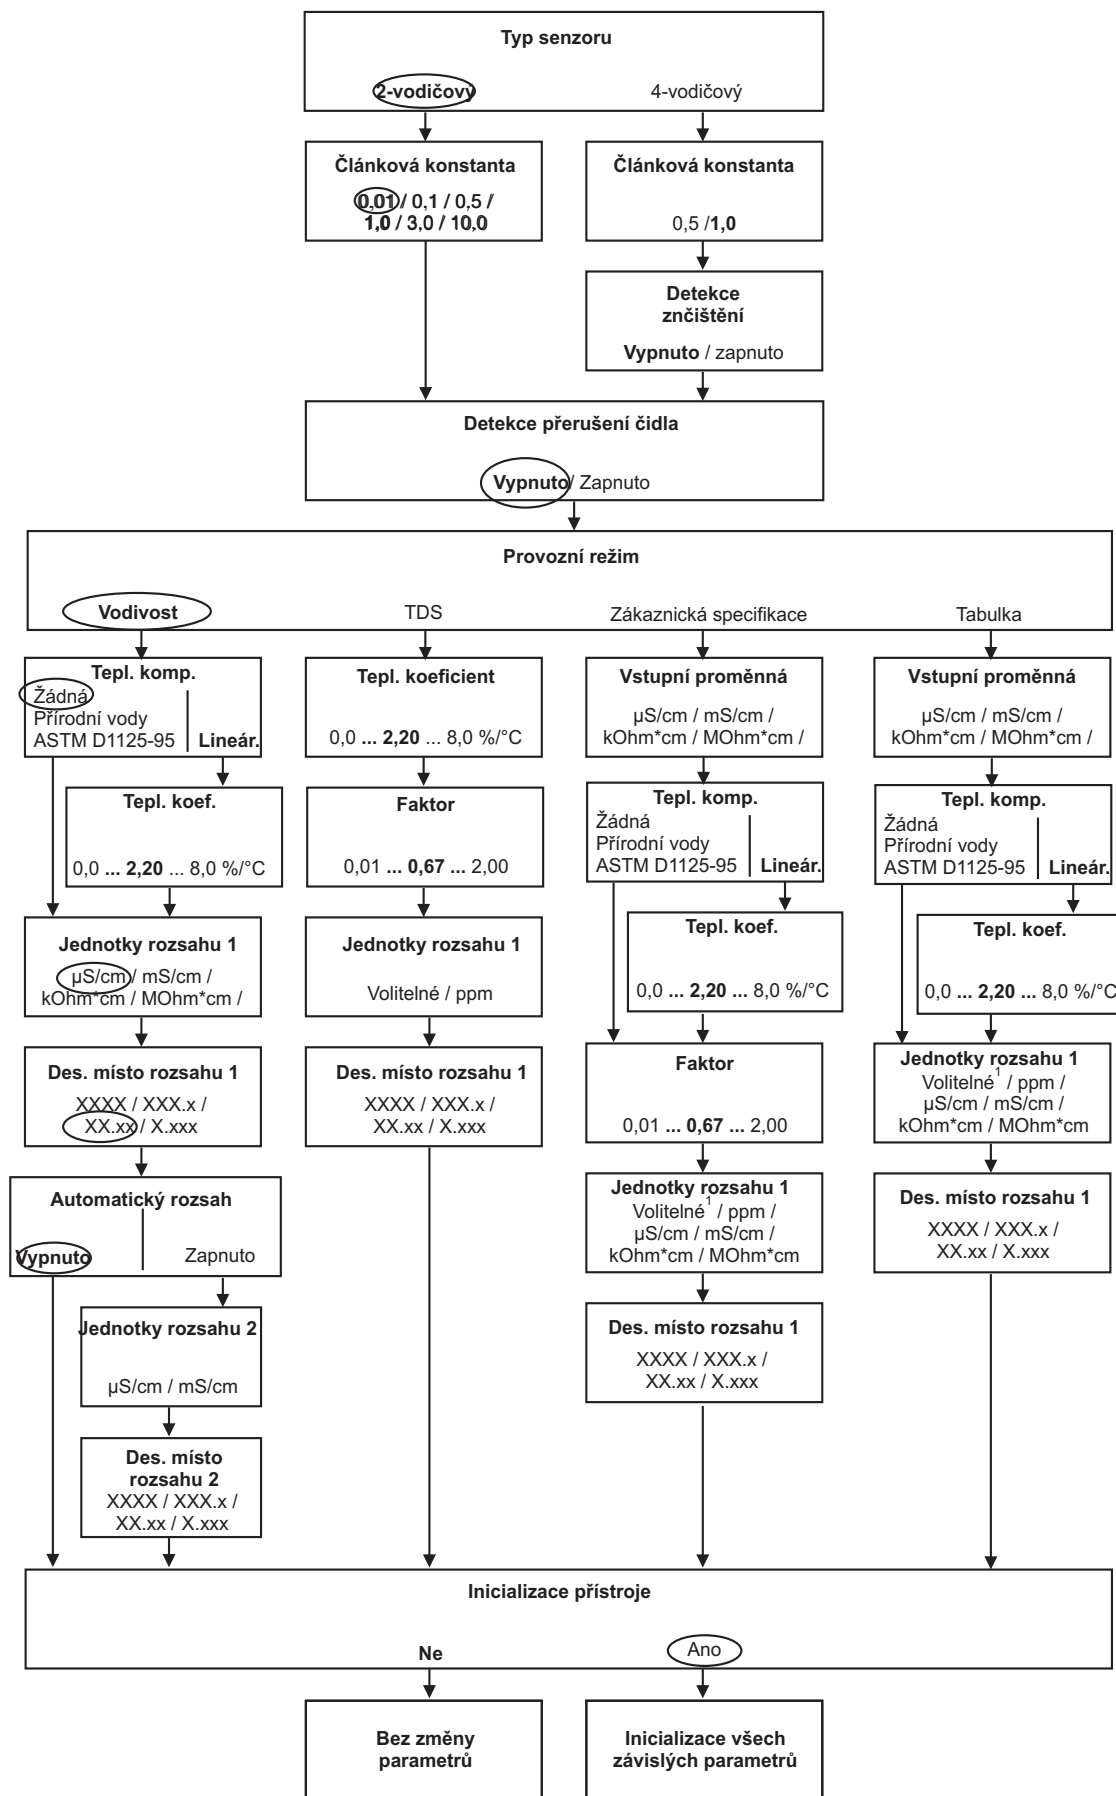 Typ senzoru
2-vodičový
4-vodičový
Článková konstanta
0,01 / 0,1 / 0,5 /
1,0 / 3,0 / 10,0
Článková konstanta
0,5 /1,0
Detekce
znčištění
Vypnuto / zapnuto
Detekce přerušení čidla
Vypnuto/ Zapnuto
Provozní režim
Vodivost
TDS
Zákaznická specifikace
Tabulka
Tepl. komp.
Žádná
Přírodní vody
ASTM D1125-95
Lineár.
Tepl. koef.
0,0 ... 2,20 ... 8,0 %/°C
Jednotky rozsahu 1
µS/cm / mS/cm /
kOhm*cm / MOhm*cm /
Des. místo rozsahu 1
XXXX / XXX.x /
XX.xx / X.xxx
Automatický rozsah
Vypnuto
Zapnuto
Jednotky rozsahu 2
µS/cm / mS/cm
Des. místo
rozsahu 2
XXXX / XXX.x /
XX.xx / X.xxx
Tepl. koeficient
0,0 ... 2,20 ... 8,0 %/°C
Faktor
0,01 ... 0,67 ... 2,00
Jednotky rozsahu 1
Volitelné / ppm
Des. místo rozsahu 1
XXXX / XXX.x /
XX.xx / X.xxx
Vstupní proměnná
µS/cm / mS/cm /
kOhm*cm / MOhm*cm /
Tepl. komp.
Žádná
Přírodní vody
ASTM D1125-95
Lineár.
Tepl. koef.
0,0 ... 2,20 ... 8,0 %/°C
Faktor
0,01 ... 0,67 ... 2,00
Jednotky rozsahu 1
Volitelné¹ / ppm /
µS/cm / mS/cm /
kOhm*cm / MOhm*cm
Des. místo rozsahu 1
XXXX / XXX.x /
XX.xx / X.xxx
Vstupní proměnná
µS/cm / mS/cm /
kOhm*cm / MOhm*cm /
Tepl. komp.
Žádná
Přírodní vody
ASTM D1125-95
Lineár.
Tepl. koef.
0,0 ... 2,20 ... 8,0 %/°C
Jednotky rozsahu 1
Volitelné¹ / ppm /
µS/cm / mS/cm /
kOhm*cm / MOhm*cm
Des. místo rozsahu 1
XXXX / XXX.x /
XX.xx / X.xxx
Inicializace přístroje
Ne
Ano
Bez změny
parametrů
Inicializace všech
závislých parametrů